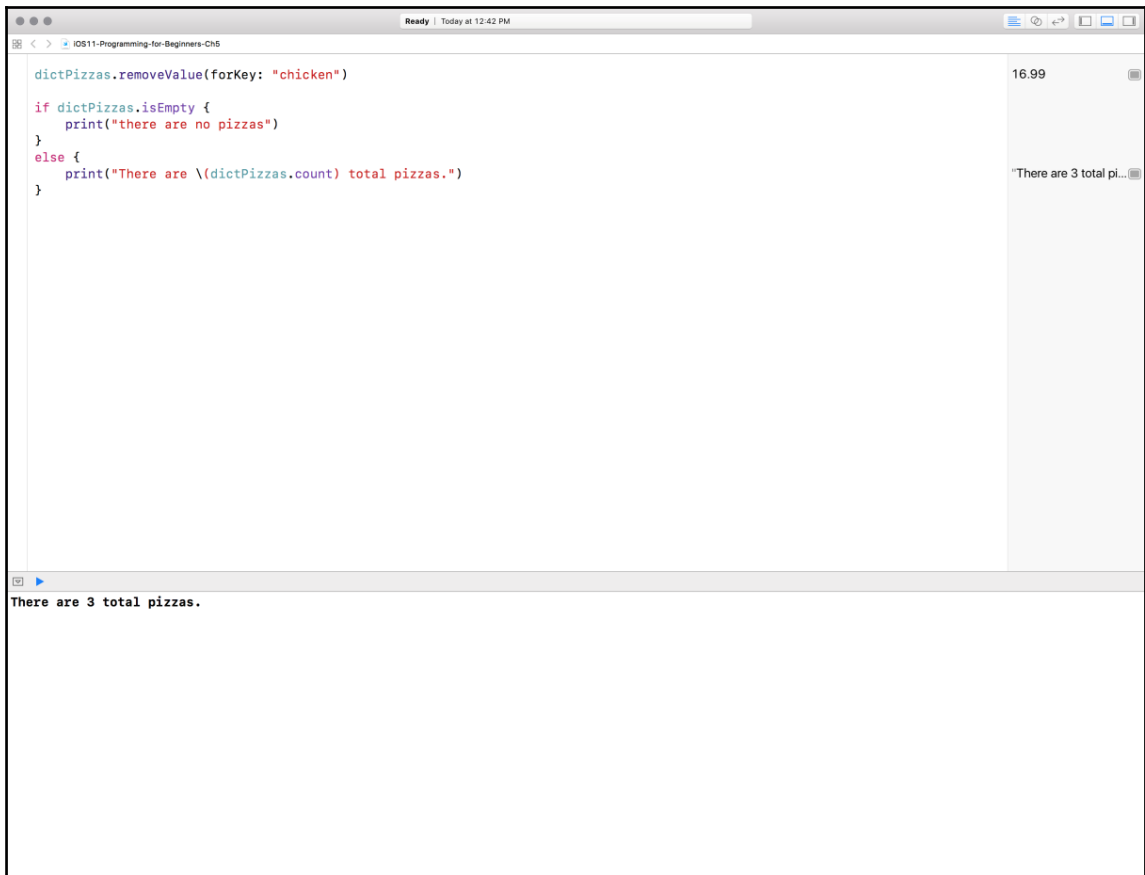 Ready | Today at 12:42 PM
iOS11-Programming-for-Beginners-Ch5
dictPizzas.removeValue(forKey: "chicken")
16.99
if dictPizzas.isEmpty {
print("there are no pizzas")
}
else {
print("There are \(dictPizzas.count) total pizzas.")
"There are 3 total pi...
}
There are 3 total pizzas.